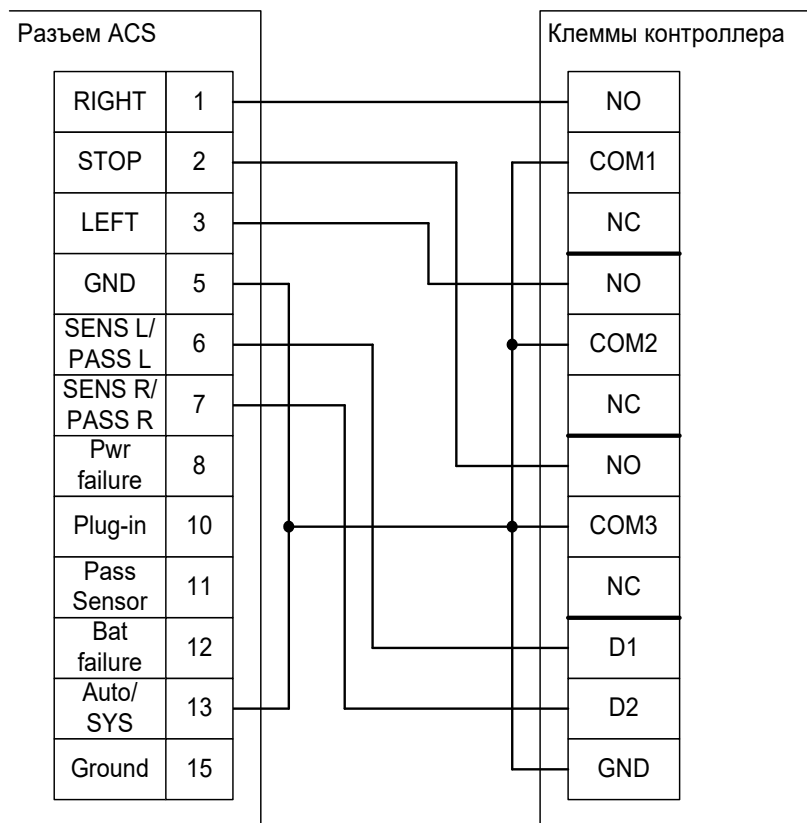 Разъем ACS
RIGHT 1
STOP 2
LEFT 3
GND 5
SENS L/
PASS L 6
SENS R/
PASS R 7
Pwr
failure 8
Plug-in 10
Pass
Sensor 11
Bat
failure 12
Auto/
SYS 13
Ground 15
Клеммы контроллера
NO
COM1
NC
NO
COM2
NC
NO
COM3
NC
D1
D2
GND